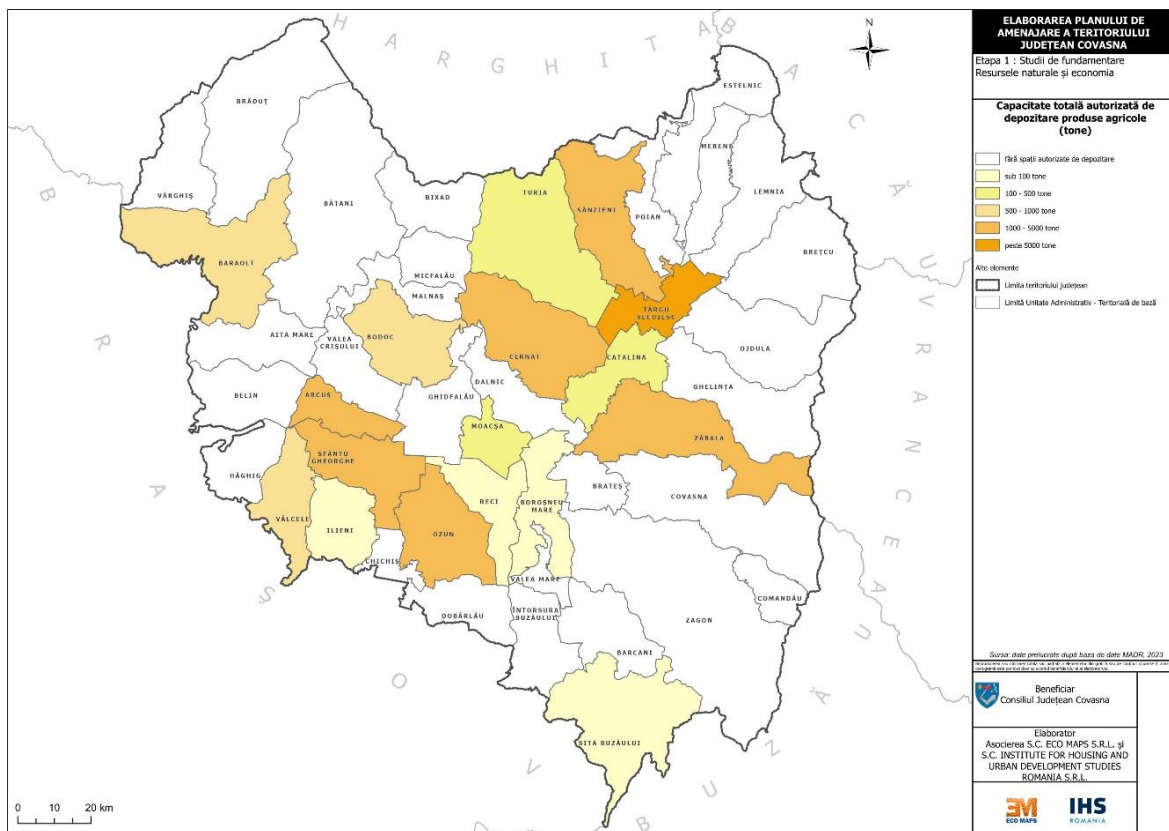 HARGHITA
BACĂU
VRANCEA
BUZĂU
BRAȘOV
N
ESTELNIC
BRĂDUȚ
MERENI
LEMNIA
VÂRGHIȘ
TURIA
SÂNZIENI
BĂȚANI
BIXAD
POIAN
BREȚCU
BARAOLT
MICFALĂU
MALNAȘ
TÂRGU
SECUIESC
AITA MARE
VALEA
CRIȘULUI
BODOC
CERNAT
CATALINA
OJDULA
DALNIC
GHELINȚA
BELIN
ARCUȘ
GHIDFALĂU
MOACȘA
ZĂBALA
SFÂNTU
GHEORGHE
HĂGHIG
BRATEȘ
COVASNA
RECI
BOROȘNEU
MARE
VÂLCELE
ILIENI
OZUN
CHICHIȘ
VALEA MARE
COMANDĂU
DOBÂRLĂU
ÎNTORSURA
BUZĂULUI
ZAGON
BARCANI
SITA BUZĂULUI
0 10 20 km
ELABORAREA PLANULUI DE
AMENAJARE A TERITORIULUI
JUDEȚEAN COVASNA
Etapa 1 : Studii de fundamentare
Resursele naturale și economia
Capacitate totală autorizată de
depozitare produse agricole
(tone)
fără spații autorizate de depozitare
sub 100 tone
100 - 500 tone
500 - 1000 tone
1000 - 5000 tone
peste 5000 tone
Alte elemente
Limita teritoriului județean
Limită Unitate Administrativ - Teritorială de bază
Sursa: date prelucrate după baza de date MADR, 2023
Beneficiar
Consiliul Județean Covasna
Elaborator
Asocierea S.C. ECO MAPS S.R.L. și
S.C. INSTITUTE FOR HOUSING AND
URBAN DEVELOPMENT STUDIES
ROMANIA S.R.L.
EM
ECO MAPS
IHS
ROMANIA